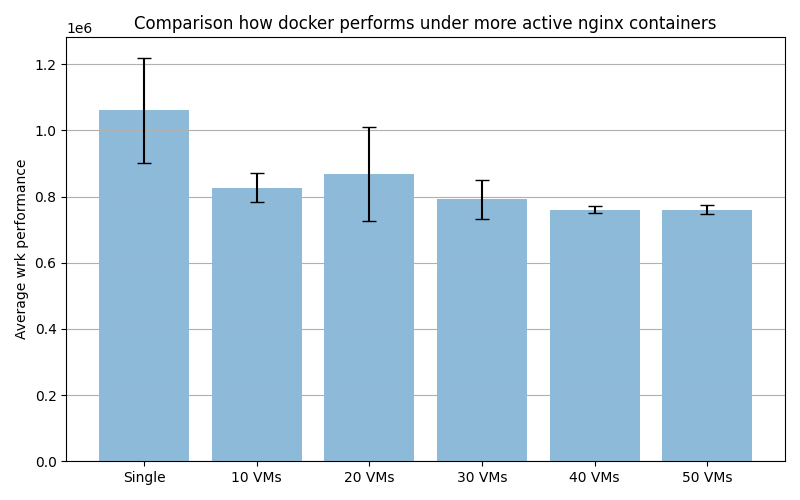 Comparison how docker performs under more active nginx containers
1e6
1.2
1.0
0.8
0.6
0.4
0.2
0.0
Average wrk performance
Single 10 VMs 20 VMs 30 VMs 40 VMs 50 VMs